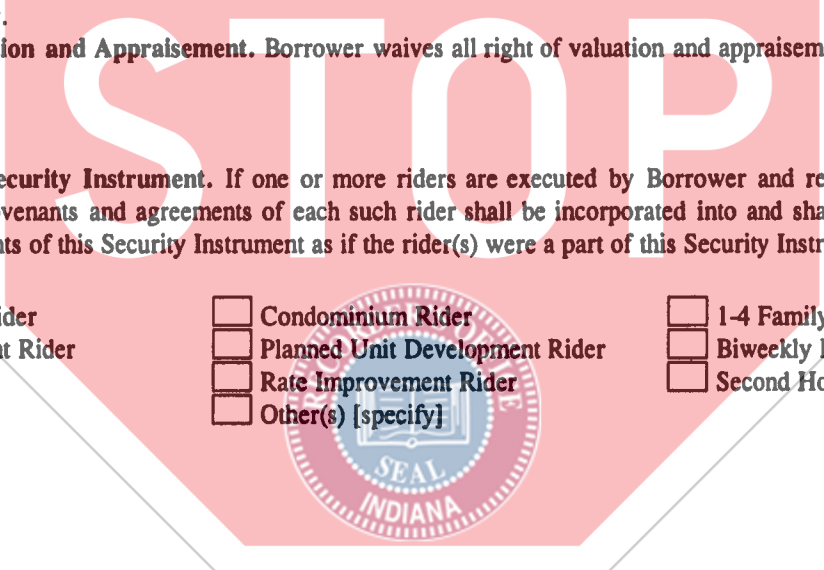 STOP
ion and Appraisement. Borrower waives all right of valuation and appraisem
ecurity Instrument. If one or more riders are executed by Borrower and re
venants and agreements of each such rider shall be incorporated into and sha
nts of this Security Instrument as if the rider(s) were a part of this Security Instr
ider Condominium Rider 1-4 Family
t Rider Planned Unit Development Rider Biweekly
Rate Improvement Rider Second Ho
Other(s) [specify]
SEAL
INDIANA